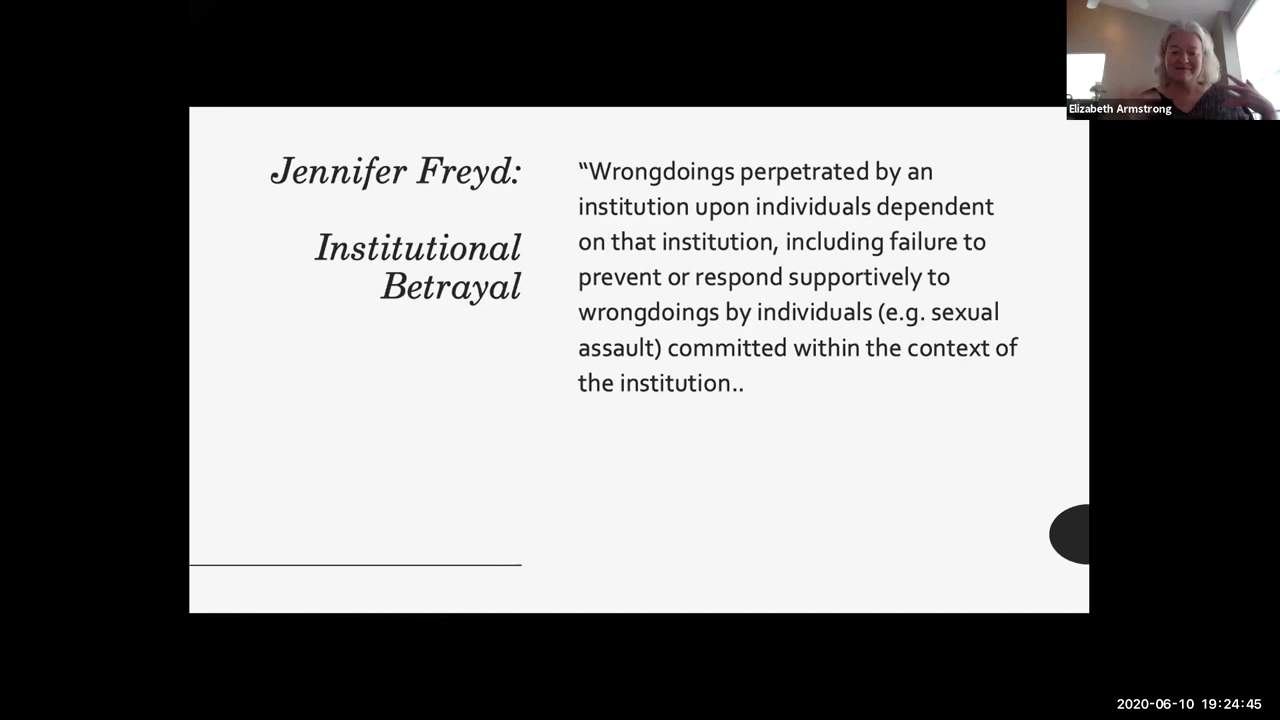 Elizabeth Armstrong
Jennifer Freyd:
Institutional
Betrayal
“Wrongdoings perpetrated by an
institution upon individuals dependent
on that institution, including failure to
prevent or respond supportively to
wrongdoings by individuals (e.g. sexual
assault) committed within the context of
the institution..
2020-06-10 19:24:45